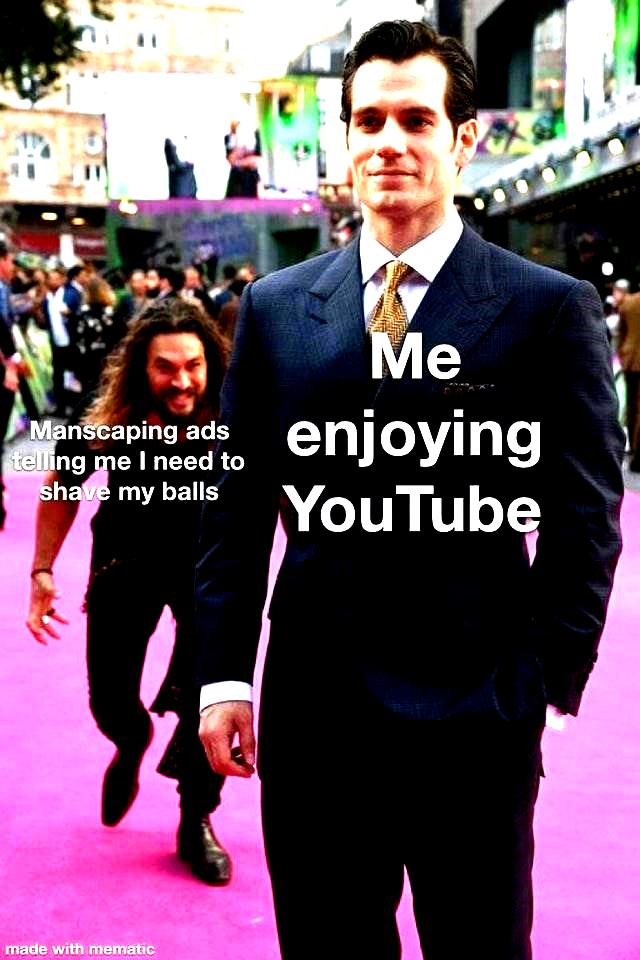 Me
enjoying
YouTube
Manscaping ads
telling me I need to
shave my balls
made with mematic